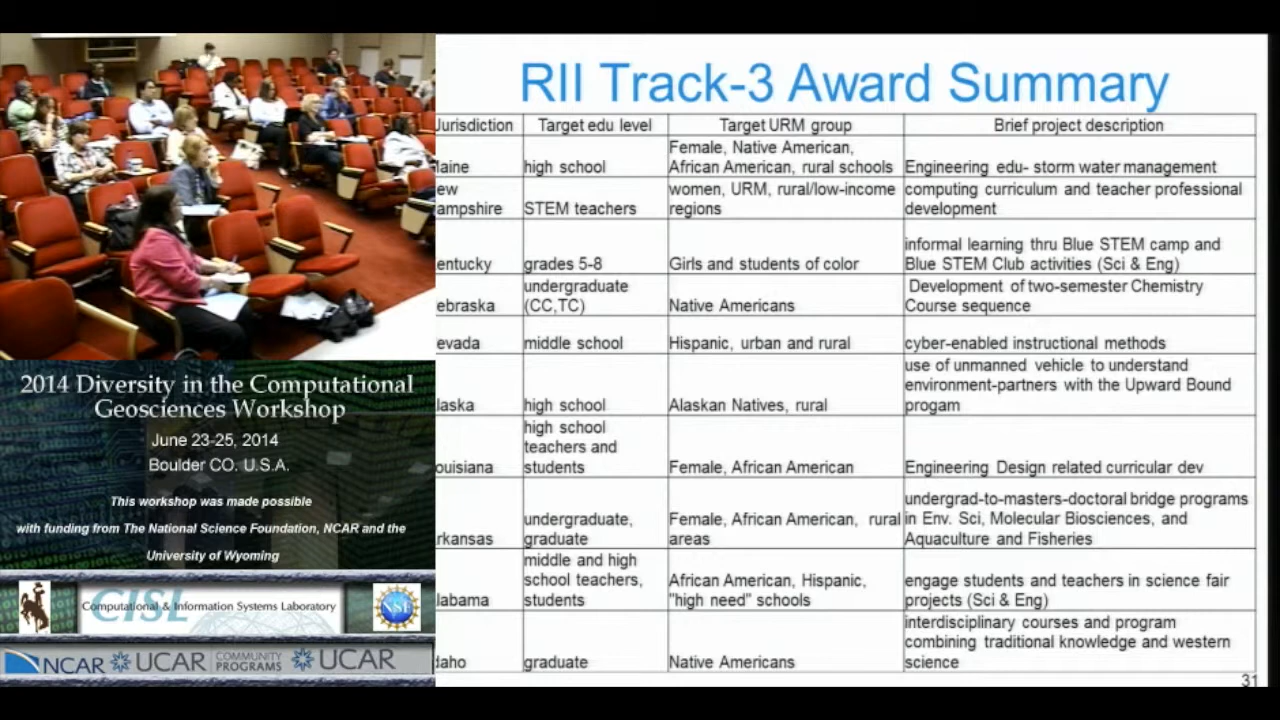 RII Track-3 Award Summary
Jurisdiction Target edu level Target URM group Brief project description
aine high school Female, Native American, African American, rural schools Engineering edu- storm water management
ew ampshire STEM teachers women, URM, rural/low-income regions computing curriculum and teacher professional development
entucky grades 5-8 Girls and students of color informal learning thru Blue STEM camp and Blue STEM Club activities (Sci & Eng)
ebraska undergraduate (CC,TC) Native Americans Development of two-semester Chemistry Course sequence
evada middle school Hispanic, urban and rural cyber-enabled instructional methods
laska high school Alaskan Natives, rural use of unmanned vehicle to understand environment-partners with the Upward Bound progam
ouisiana high school teachers and students Female, African American Engineering Design related curricular dev
rkansas undergraduate, graduate Female, African American, rural areas undergrad-to-masters-doctoral bridge programs in Env. Sci, Molecular Biosciences, and Aquaculture and Fisheries
labama middle and high school teachers, students African American, Hispanic, "high need" schools engage students and teachers in science fair projects (Sci & Eng)
daho graduate Native Americans interdisciplinary courses and program combining traditional knowledge and western science
31
2014 Diversity in the Computational
Geosciences Workshop
June 23-25, 2014
Boulder CO. U.S.A.
This workshop was made possible
with funding from The National Science Foundation, NCAR and the
University of Wyoming
CISL
Computational & Information Systems Laboratory
NSF
NCAR UCAR COMMUNITY PROGRAMS UCAR